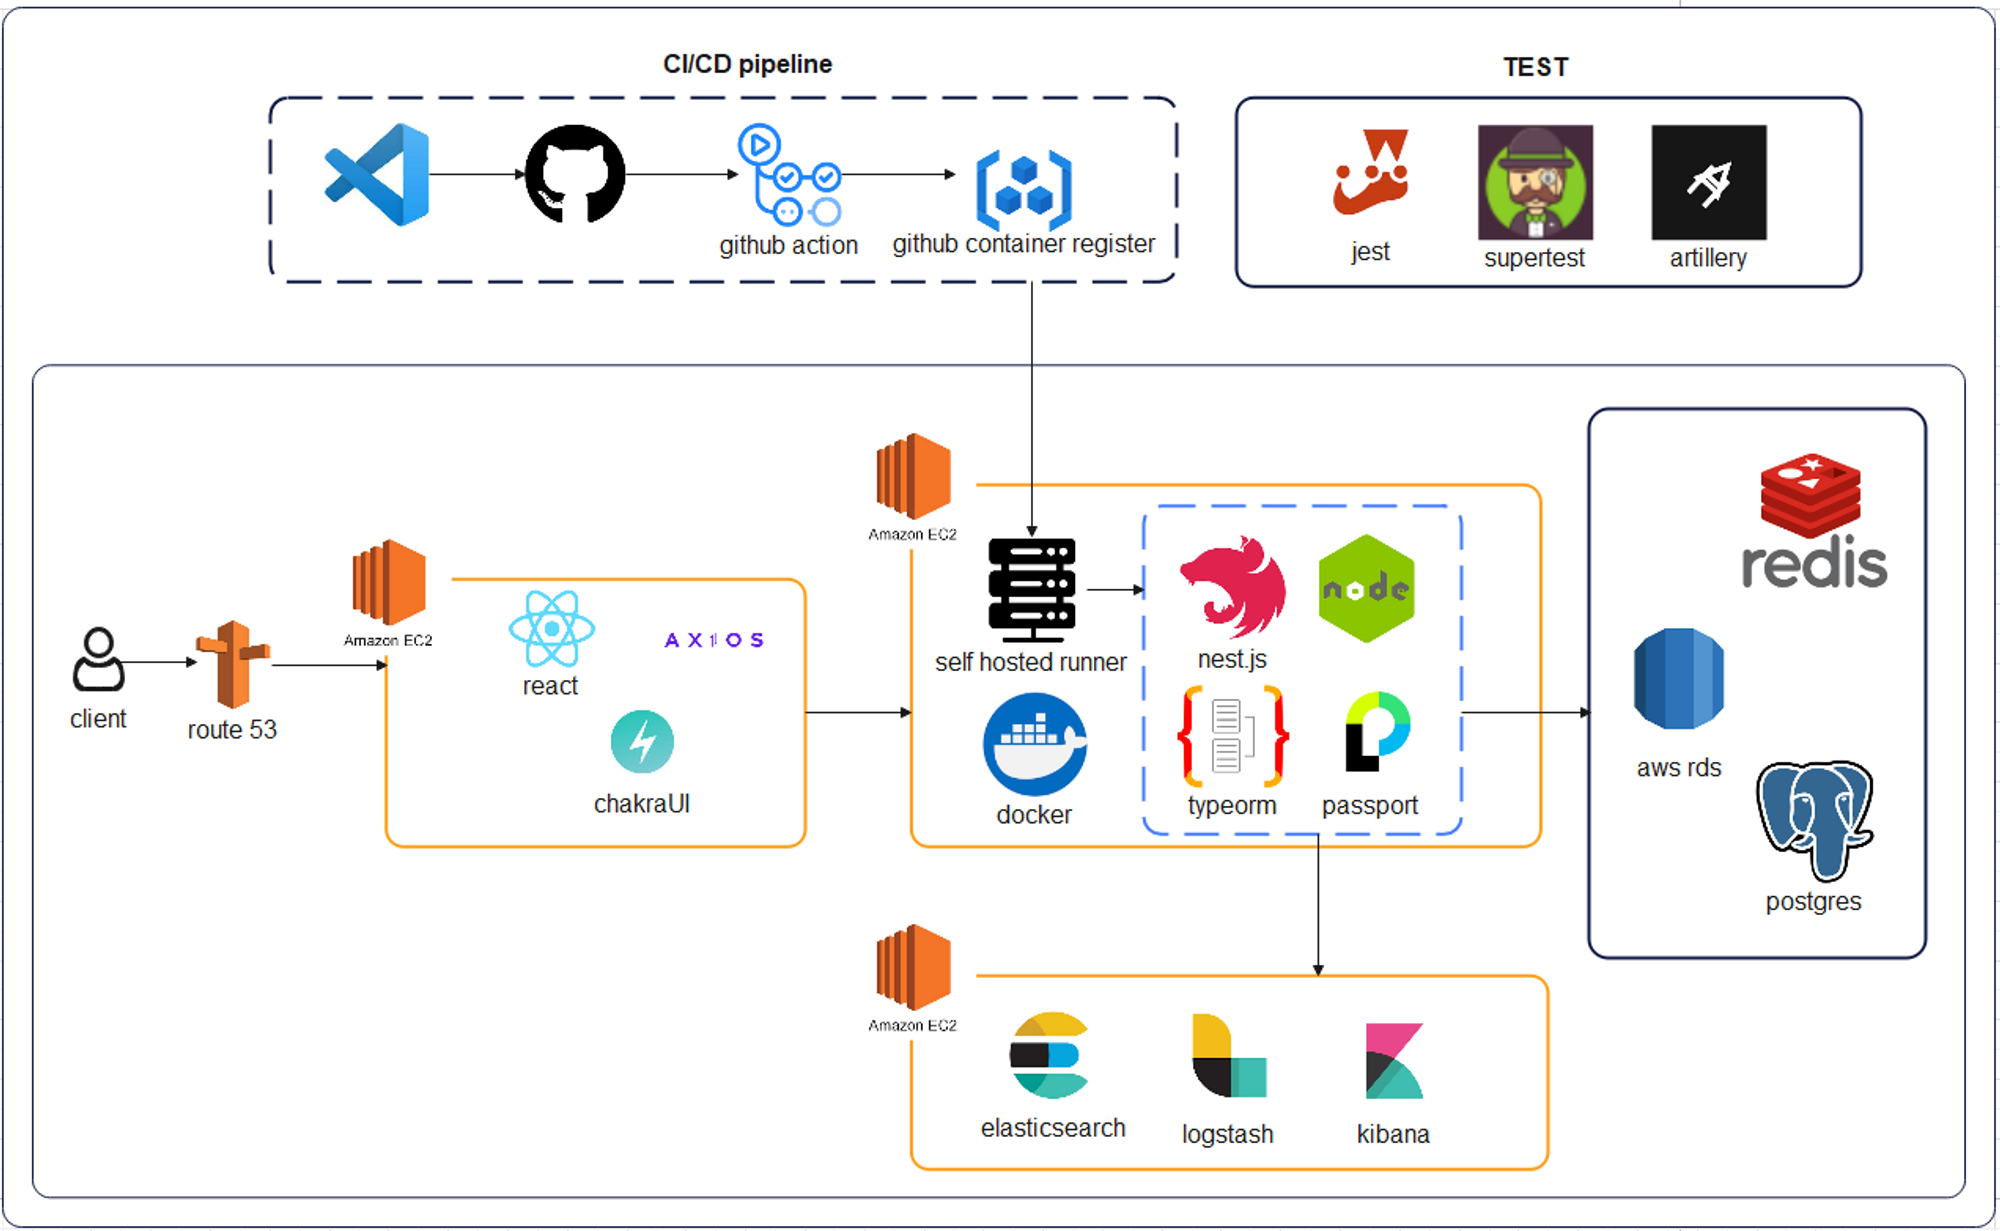 CI/CD pipeline
TEST
github action
github container register
jest
supertest
artillery
Amazon EC2
redis
Amazon EC2
node
self hosted runner
nest.js
react
AXIOS
client
route 53
chakraUI
docker
typeorm
passport
aws rds
postgres
Amazon EC2
elasticsearch
logstash
kibana